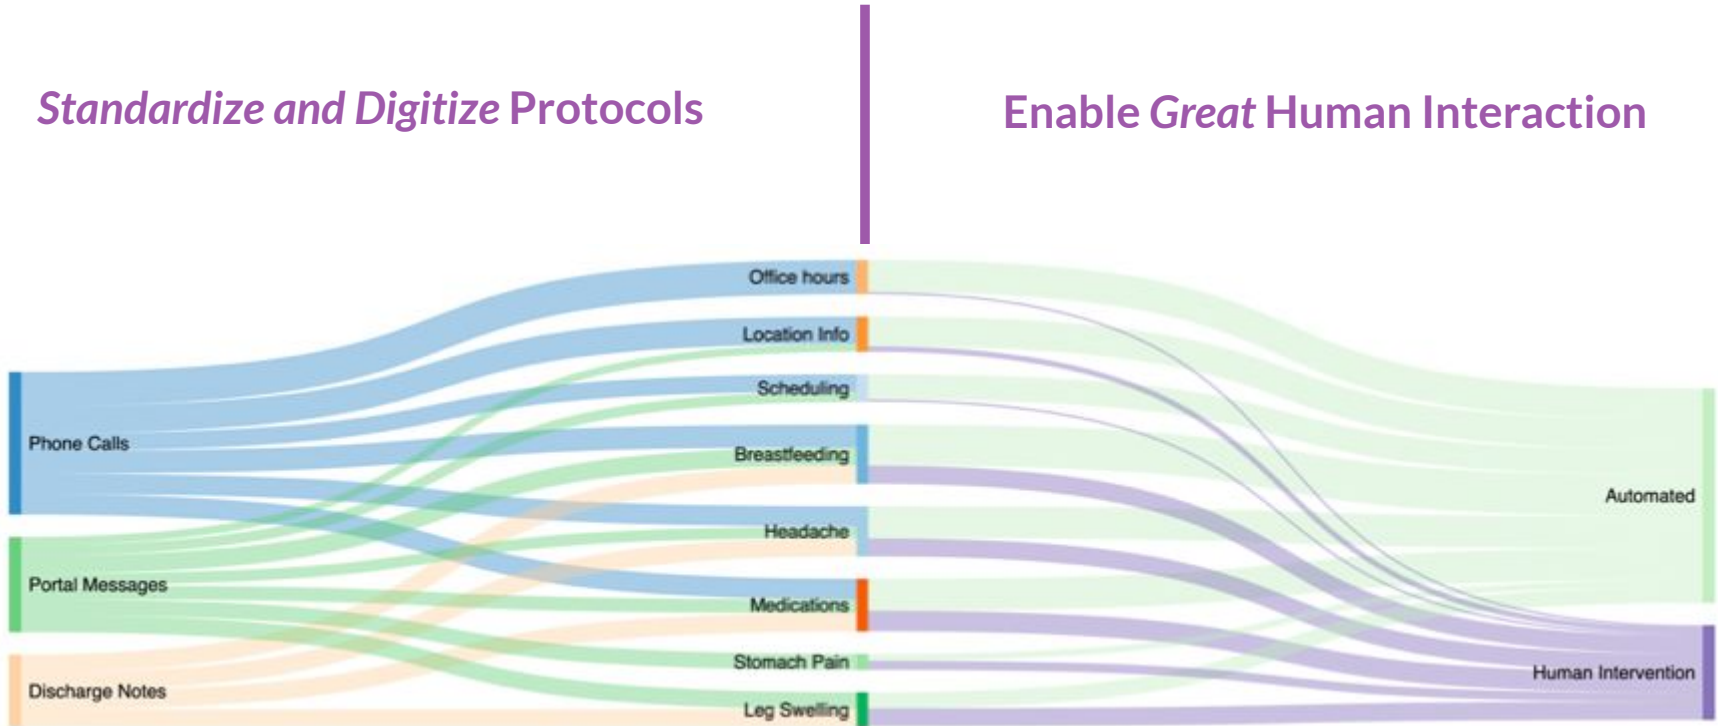 Standardize and Digitize Protocols
Enable Great Human Interaction
Office hours
Location Info
Scheduling
Phone Calls
Breastfeeding
Automated
Headache
Portal Messages
Medications
Stomach Pain
Human Intervention
Discharge Notes
Leg Swelling